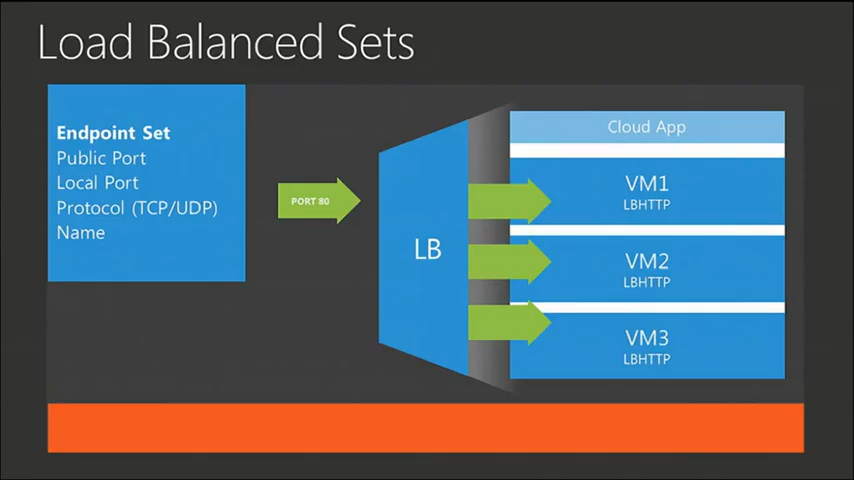 Load Balanced Sets
Endpoint Set
Public Port
Local Port
Protocol (TCP/UDP)
Name
PORT 80
LB
Cloud App
VM1
LBHTTP
VM2
LBHTTP
VM3
LBHTTP